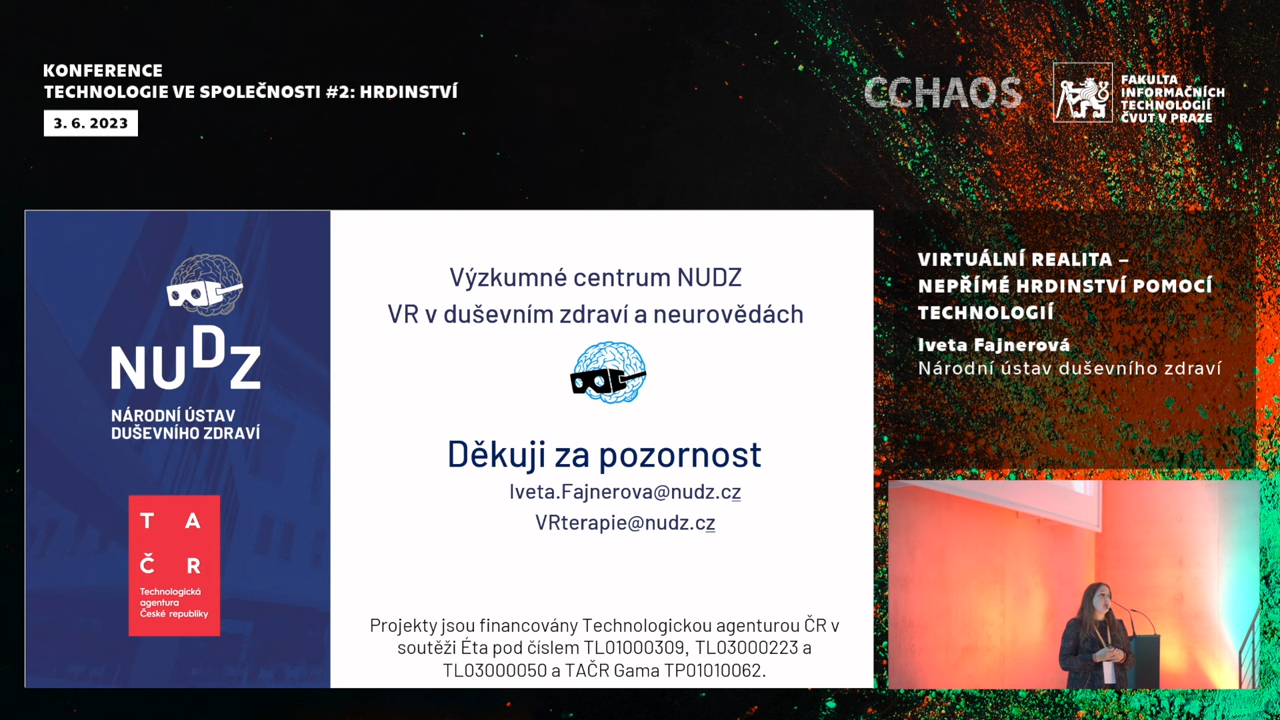 KONFERENCE
TECHNOLOGIE VE SPOLEČNOSTI #2: HRDINSTVÍ
3. 6. 2023
CCHAOS
FAKULTA
INFORMAČNÍCH
TECHNOLOGIÍ
ČVUT V PRAZE
NUDZ
NÁRODNÍ ÚSTAV
DUŠEVNÍHO ZDRAVÍ
T A
Č R
Technologická
agentura
České republiky
Výzkumné centrum NUDZ
VR v duševním zdraví a neurovědách
Děkuji za pozornost
Iveta.Fajnerova@nudz.cz
VRterapie@nudz.cz
Projekty jsou financovány Technologickou agenturou ČR v
soutěži Éta pod číslem TL01000309, TL03000223 a
TL03000050 a TAČR Gama TP01010062.
VIRTUÁLNÍ REALITA –
NEPŘÍMÉ HRDINSTVÍ POMOCÍ
TECHNOLOGIÍ
Iveta Fajnerová
Národní ústav duševního zdraví